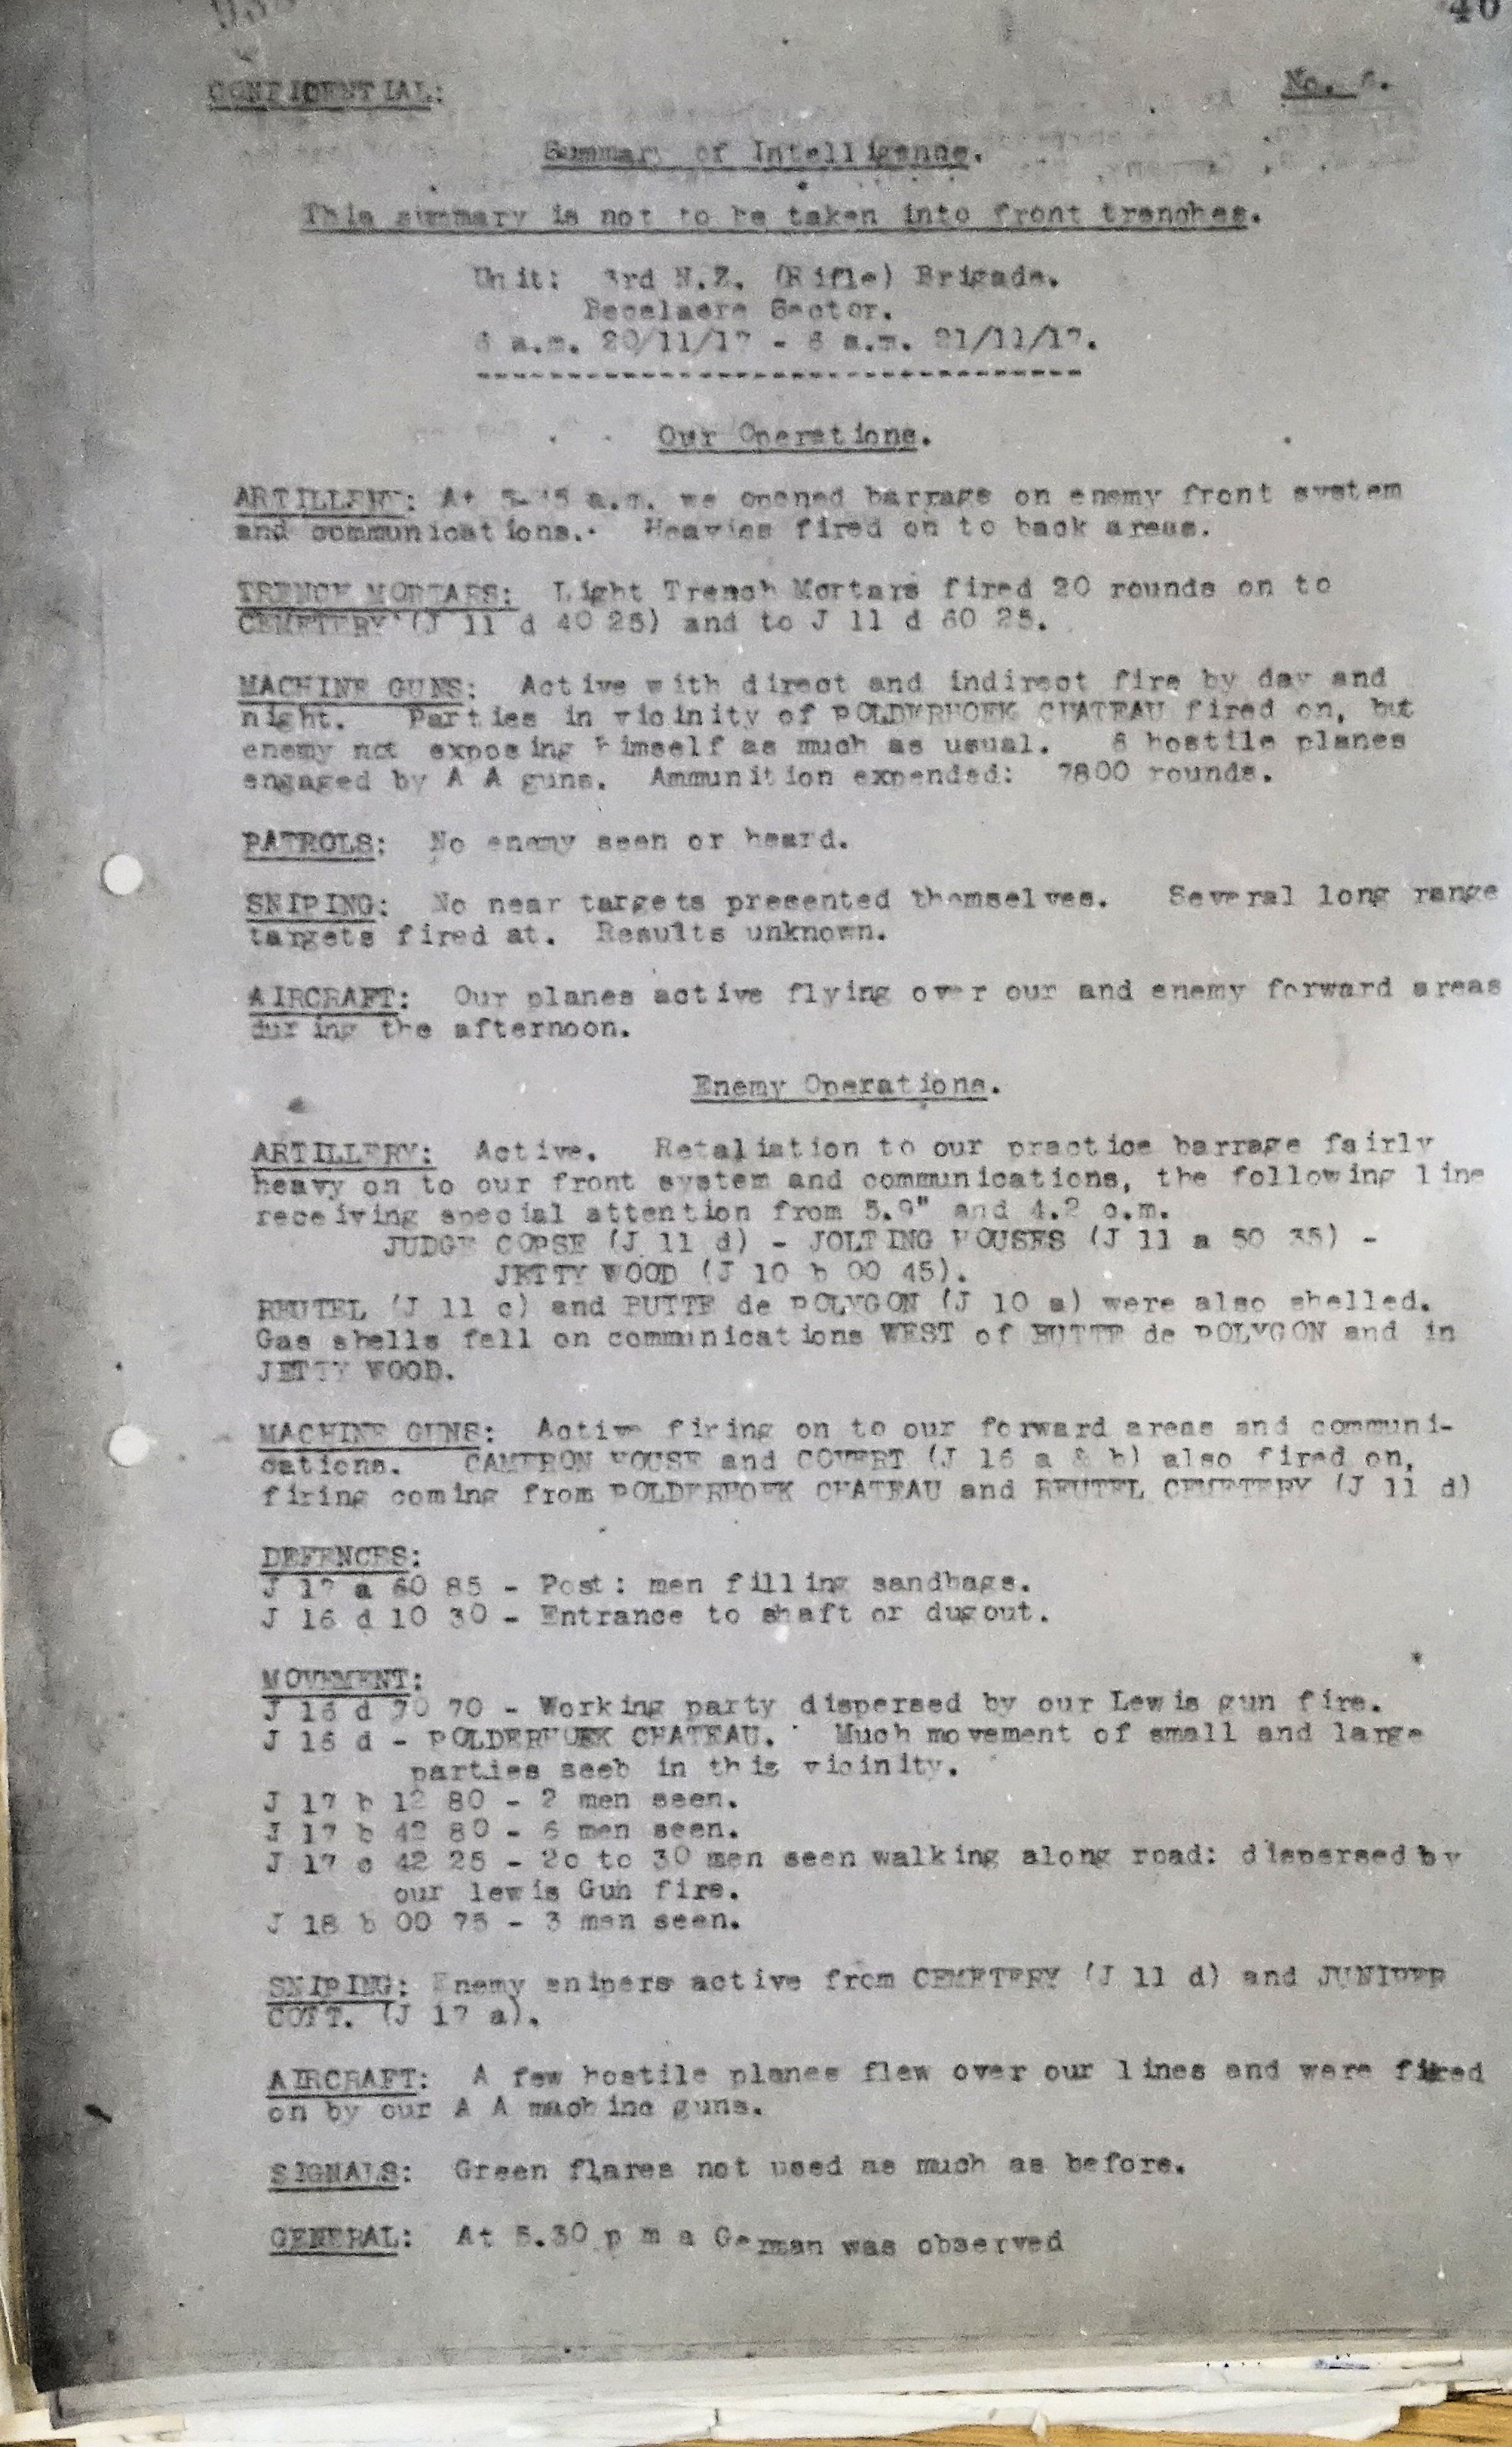 40
CONFIDENTIAL:
No. 6.
Summary of Intelligence.
This summary is not to be taken into front trenches.
Unit: 3rd N.Z. (Rifle) Brigade.
Becelaere Sector.
6 a.m. 20/11/17 - 6 a.m. 21/11/17.
Our Operations.
ARTILLERY: At a.m. we opened barrage on enemy front system
and communications. Heavies fired on to back areas.
TRENCH MORTARS: Light Trench Mortars fired 20 rounds on to
CEMETERY (J 11 d 40 25) and to J 11 d 60 25.
MACHINE GUNS: Active with direct and indirect fire by day and
night. Parties in vicinity of POLDERHOEK CHATEAU fired on, but
enemy not exposing himself as much as usual. hostile planes
engaged by A A guns. Ammunition expended: 7800 rounds.
PATROLS: No enemy seen or heard.
SNIPING: No near targets presented themselves. Several long range
targets fired at. Results unknown.
AIRCRAFT: Our planes active flying over our and enemy forward areas
during the afternoon.
Enemy Operations.
ARTILLERY: Active. Retaliation to our practice barrage fairly
heavy on to our front system and communications, the following line
receiving special attention from 5.9" and 4.2 c.m.
JUDGE COPSE (J 11 d) - JOLTING HOUSES (J 11 a 50 35) -
JETTY WOOD (J 10 b 00 45).
REUTEL (J 11 c) and BUTTE de POLYGON (J 10 a) were also shelled.
Gas shells fell on communications WEST of BUTTE de POLYGON and in
JETTY WOOD.
MACHINE GUNS: Active firing on to our forward areas and communi-
cations. CAMERON HOUSE and COVERT (J 16 a & b) also fired on,
firing coming from POLDERHOEK CHATEAU and REUTEL CEMETERY (J 11 d)
DEFENCES:
J 17 a 60 85 - Post: men filling sandbags.
J 16 d 10 30 - Entrance to shaft or dugout.
MOVEMENT:
J 16 d 70 70 - Working party dispersed by our Lewis gun fire.
J 16 d - POLDERHOEK CHATEAU. Much movement of small and large
parties seeb in this vicinity.
J 17 b 12 80 - 2 men seen.
J 17 b 42 80 - 6 men seen.
J 17 c 42 25 - 2o to 30 men seen walking along road: dispersed by
our lewis Gun fire.
J 18 b 00 75 - 3 men seen.
SNIPING: Enemy snipers active from CEMETERY (J 11 d) and JUNIPER
COTT. (J 17 a).
AIRCRAFT: A few hostile planes flew over our lines and were fired
on by our A A machine guns.
SIGNALS: Green flares not used as much as before.
GENERAL: At 5.30 p m a German was observed